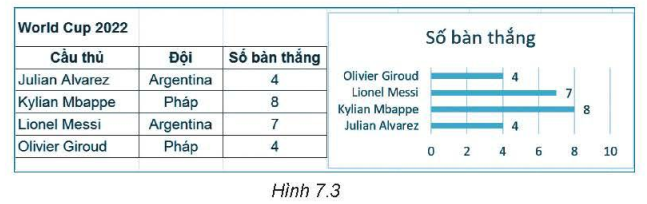 World Cup 2022
Cầu thủ Đội Số bàn thắng
Julian Alvarez Argentina 4
Kylian Mbappe Pháp 8
Lionel Messi Argentina 7
Olivier Giroud Pháp 4
Số bàn thắng
Olivier Giroud 4
Lionel Messi 7
Kylian Mbappe 8
Julian Alvarez 4
0 2 4 6 8 10
Hình 7.3